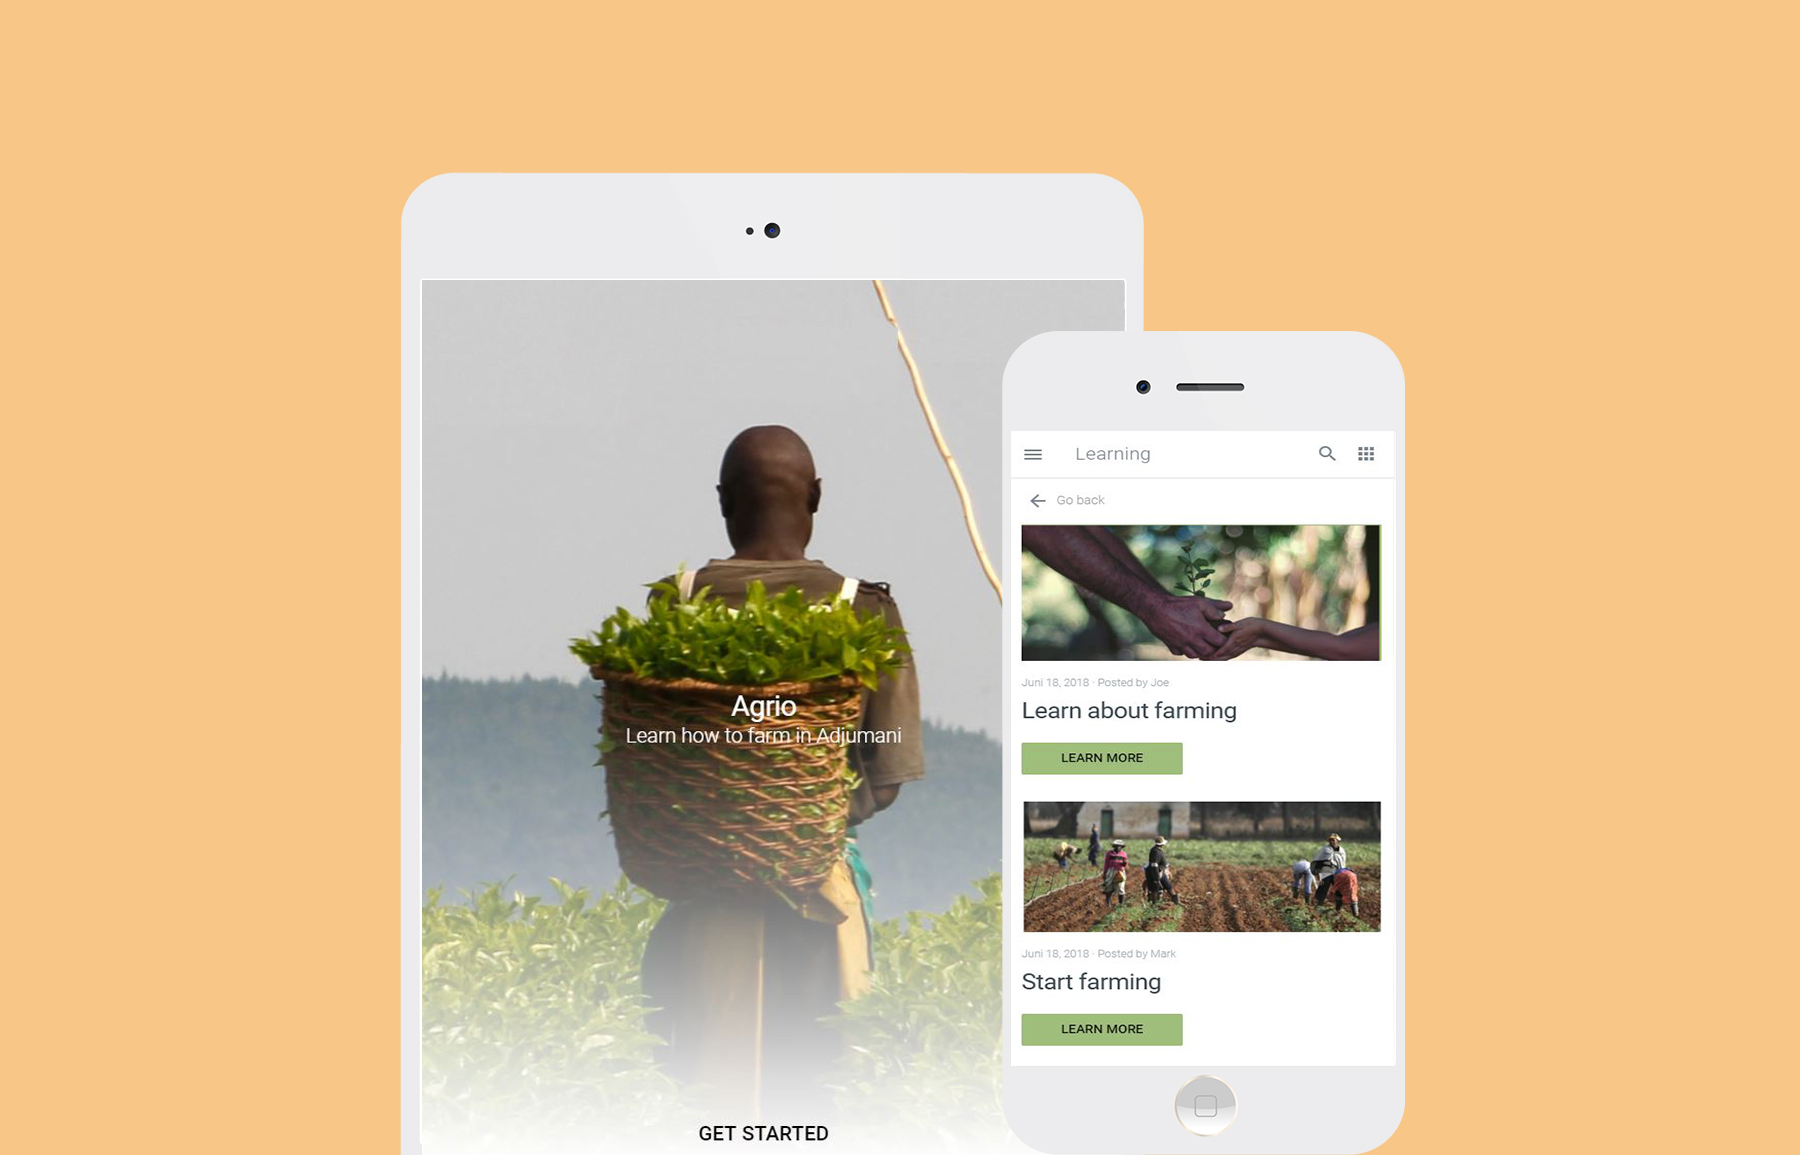 Agrio
Learn how to farm in Adjumani
GET STARTED
Learning
Go back
Juni 18, 2018 · Posted by Joe
Learn about farming
LEARN MORE
Juni 18, 2018 · Posted by Mark
Start farming
LEARN MORE